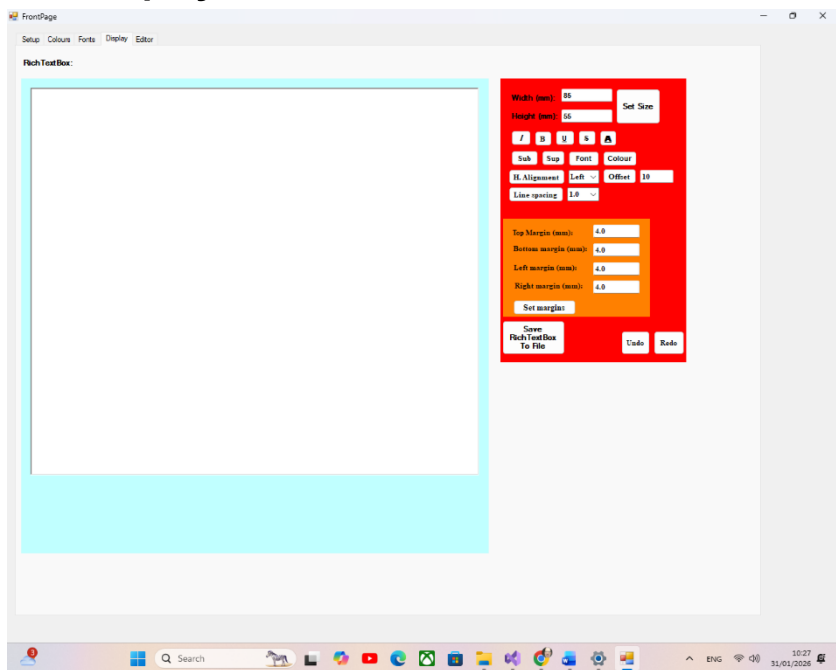 FrontPage
Setup Colours Fonts Display Editor
RichTextBox:
Width (mm): 85
Height (mm): 55
Set Size
I B U S A
Sub Sup Font Colour
H. Alignment Left Offset 10
Line spacing 1.0
Top Margin (mm): 4.0
Bottom margin (mm): 4.0
Left margin (mm): 4.0
Right margin (mm): 4.0
Set margins
Save
RichTextBox
To File
Undo Redo
Search
ENG
10:27
31/01/2026